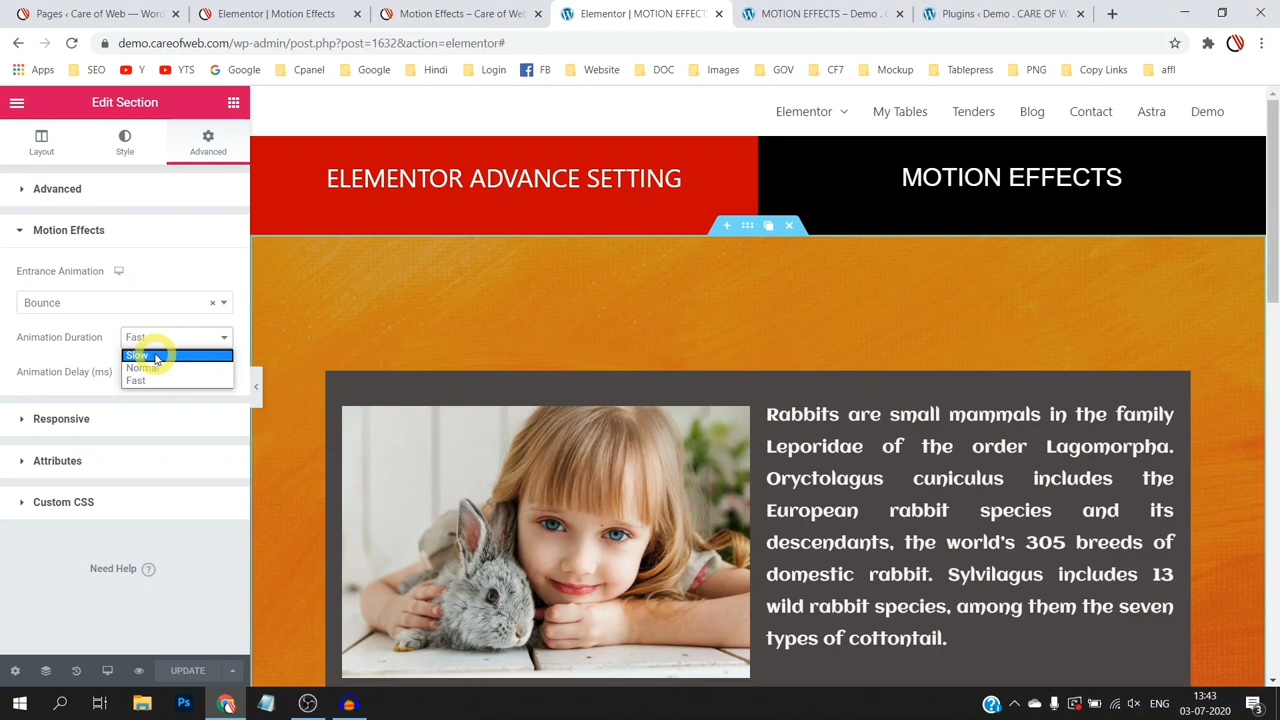 Elementor | Motion Effects
Motion Effects – Care of Web
Elementor | MOTION EFFECT
MOTION EFFECTS – Demo . C
Plugins ‹ Demo . CARE OF WEB
demo.careofweb.com/wp-admin/post.php?post=1632&action=elementor#
Apps SEO Y YTS Google Cpanel Google Hindi Login FB Website DOC Images GOV CF7 Mockup Tablepress PNG Copy Links affl
Edit Section
Elementor My Tables Tenders Blog Contact Astra Demo
Layout Style Advanced
ELEMENTOR ADVANCE SETTING
MOTION EFFECTS
Advanced
Motion Effects
Entrance Animation
Bounce
Animation Duration Fast
Slow
Normal
Fast
Animation Delay (ms)
Responsive
Attributes
Custom CSS
Need Help ?
UPDATE
Rabbits are small mammals in the family
Leporidae of the order Lagomorpha.
Oryctolagus cuniculus includes the
European rabbit species and its
descendants, the world's 305 breeds of
domestic rabbit. Sylvilagus includes 13
wild rabbit species, among them the seven
types of cottontail.
Ps
ENG
13:43
03-07-2020
3